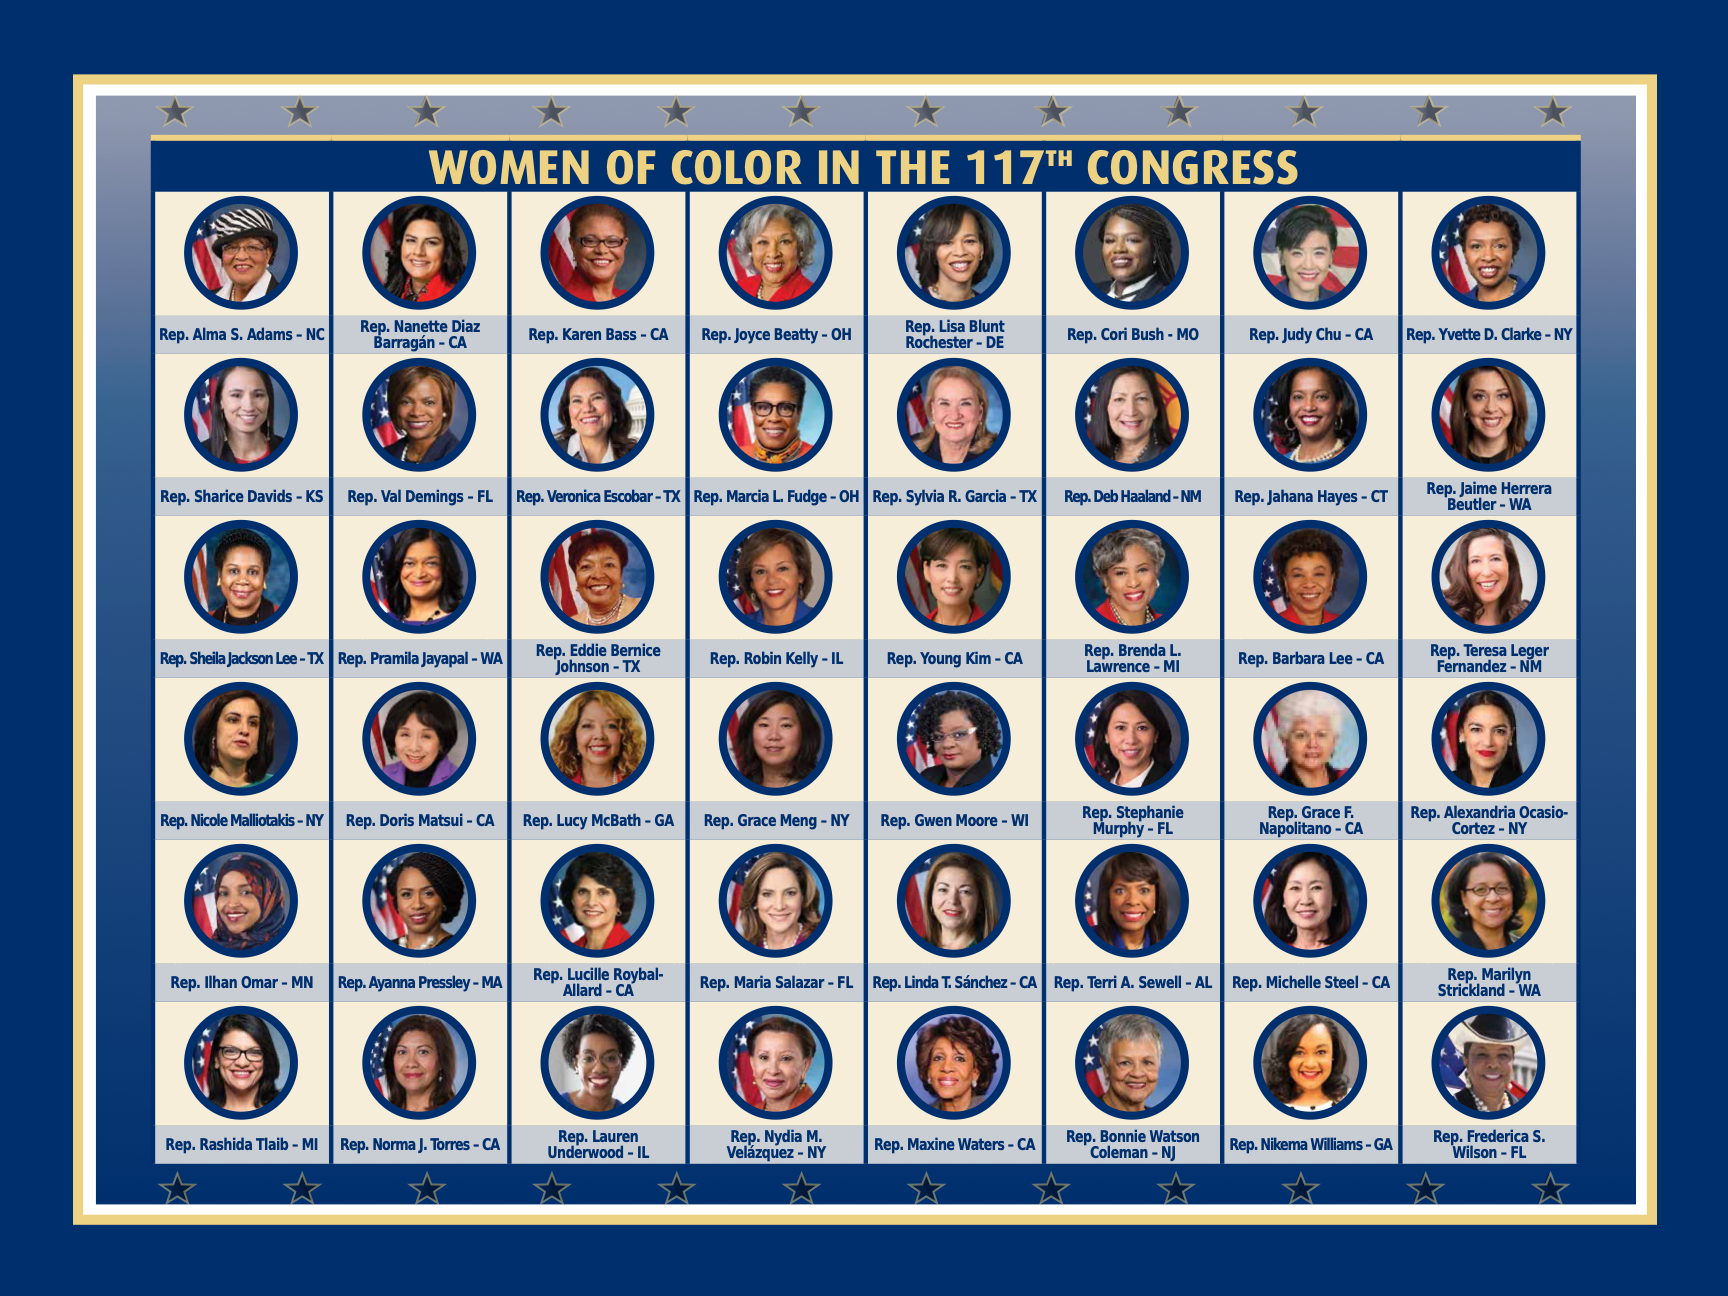 WOMEN OF COLOR IN THE 117TH CONGRESS
Rep. Alma S. Adams – NC
Rep. Nanette Diaz
Barragán – CA
Rep. Karen Bass – CA
Rep. Joyce Beatty – OH
Rep. Lisa Blunt
Rochester – DE
Rep. Cori Bush – MO
Rep. Judy Chu – CA
Rep. Yvette D. Clarke – NY
Rep. Sharice Davids – KS
Rep. Val Demings – FL
Rep. Veronica Escobar – TX
Rep. Marcia L. Fudge – OH
Rep. Sylvia R. Garcia – TX
Rep. Deb Haaland – NM
Rep. Jahana Hayes – CT
Rep. Jaime Herrera
Beutler – WA
Rep. Sheila Jackson Lee – TX
Rep. Pramila Jayapal – WA
Rep. Eddie Bernice
Johnson – TX
Rep. Robin Kelly – IL
Rep. Young Kim – CA
Rep. Brenda L.
Lawrence – MI
Rep. Barbara Lee – CA
Rep. Teresa Leger
Fernandez – NM
Rep. Nicole Malliotakis – NY
Rep. Doris Matsui – CA
Rep. Lucy McBath – GA
Rep. Grace Meng – NY
Rep. Gwen Moore – WI
Rep. Stephanie
Murphy – FL
Rep. Grace F.
Napolitano – CA
Rep. Alexandria Ocasio-
Cortez – NY
Rep. Ilhan Omar – MN
Rep. Ayanna Pressley – MA
Rep. Lucille Roybal-
Allard – CA
Rep. Maria Salazar – FL
Rep. Linda T. Sánchez – CA
Rep. Terri A. Sewell – AL
Rep. Michelle Steel – CA
Rep. Marilyn
Strickland – WA
Rep. Rashida Tlaib – MI
Rep. Norma J. Torres – CA
Rep. Lauren
Underwood – IL
Rep. Nydia M.
Velázquez – NY
Rep. Maxine Waters – CA
Rep. Bonnie Watson
Coleman – NJ
Rep. Nikema Williams – GA
Rep. Frederica S.
Wilson – FL